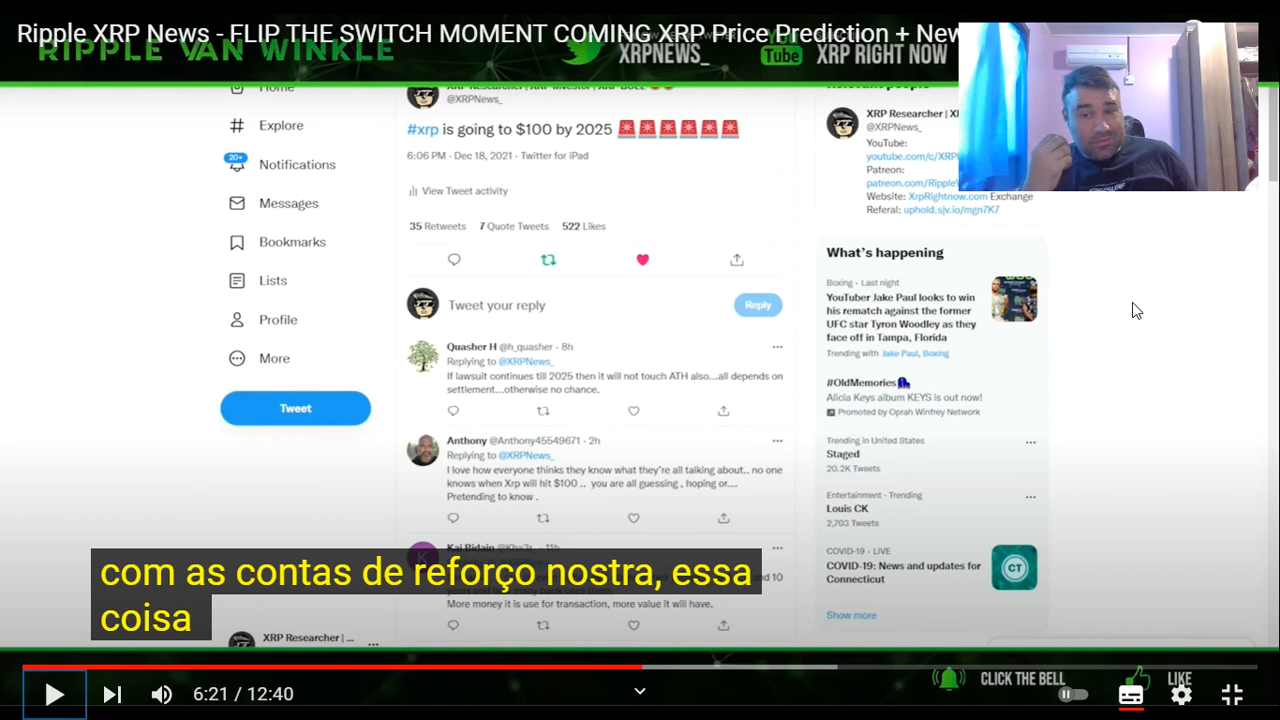 Ripple XRP News - FLIP THE SWITCH MOMENT COMING XRP Price Prediction + New
RIPPLE VAN WINKLE
XRPNEWS_
Tube
XRP RIGHT NOW
Home
Explore
20+
Notifications
Messages
Bookmarks
Lists
Profile
More
Tweet
@XRPNews_
#xrp is going to $100 by 2025
6:06 PM · Dec 18, 2021 · Twitter for iPad
View Tweet activity
35 Retweets 7 Quote Tweets 522 Likes
Tweet your reply
Reply
Quasher H @h_quasher · 8h
Replying to @XRPNews_
If lawsuit continues till 2025 then it will not touch ATH also...all depends on
settlement...otherwise no chance.
Anthony @Anthony45549671 · 2h
Replying to @XRPNews_
I love how everyone thinks they know what they're all talking about.. no one
knows when Xrp will hit $100 .. you are all guessing , hoping or....
Pretending to know .
and 10
More money it is use for transaction, more value it will have.
XRP Researcher | ...
Relevant people
XRP Researcher | X
@XRPNews_
YouTube:
youtube.com/c/XRP
Patreon:
patreon.com/Ripple
Website: XrpRightnow.com Exchange
Referal: uphold.sjv.io/mgn7K7
What's happening
Boxing · Last night
YouTuber Jake Paul looks to win
his rematch against the former
UFC star Tyron Woodley as they
face off in Tampa, Florida
Trending with Jake Paul, Boxing
#OldMemories
Alicia Keys album KEYS is out now!
Promoted by Oprah Winfrey Network
Trending in United States
Staged
20.2K Tweets
Entertainment · Trending
Louis CK
2,703 Tweets
COVID-19 · LIVE
COVID-19: News and updates for
Connecticut
CT
Show more
com as contas de reforço nostra, essa
coisa
CLICK THE BELL
LIKE
6:21 / 12:40